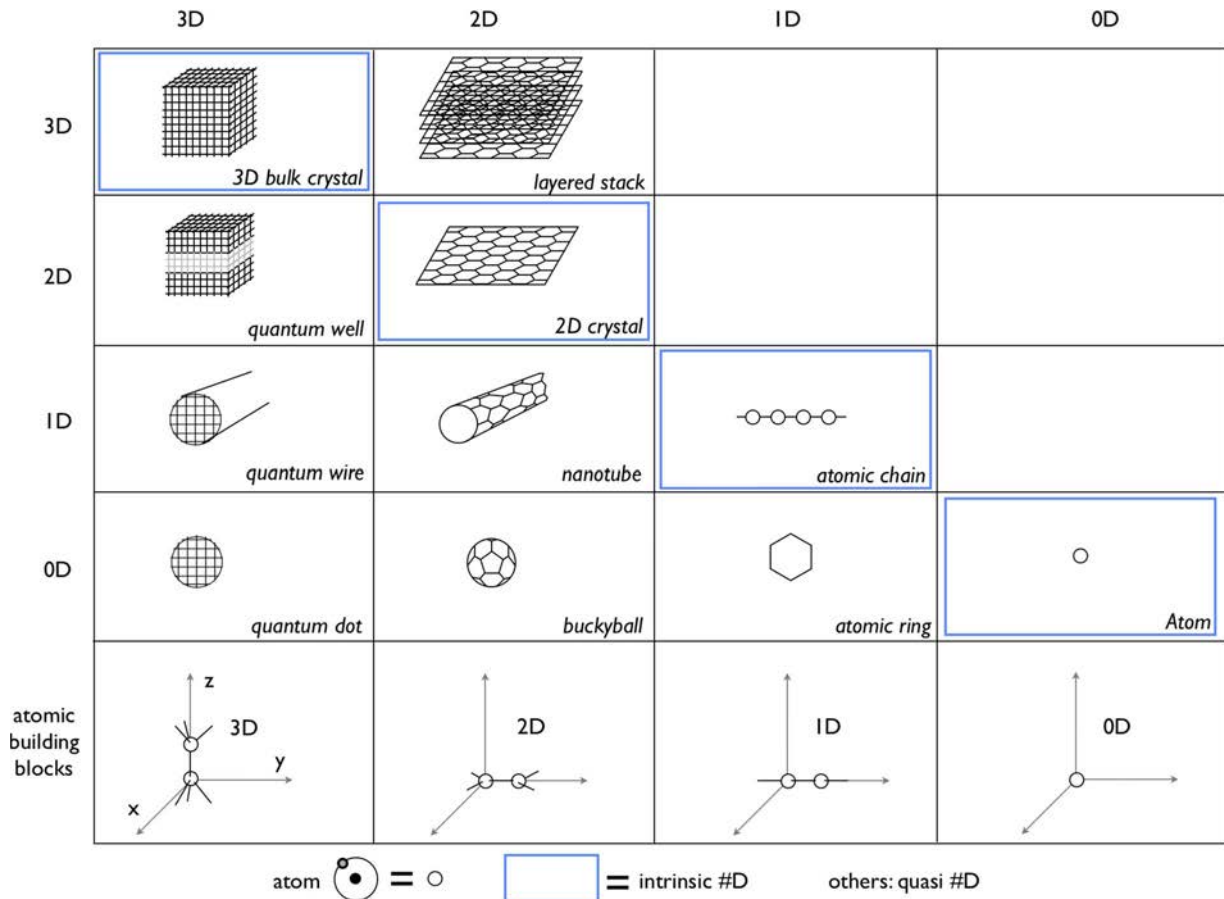 3D 2D 1D 0D
3D
3D bulk crystal layered stack
2D
quantum well 2D crystal
1D
quantum wire nanotube atomic chain
0D
quantum dot buckyball atomic ring Atom
atomic
building
blocks
z
3D 2D 1D 0D
y
x
atom = = intrinsic #D others: quasi #D